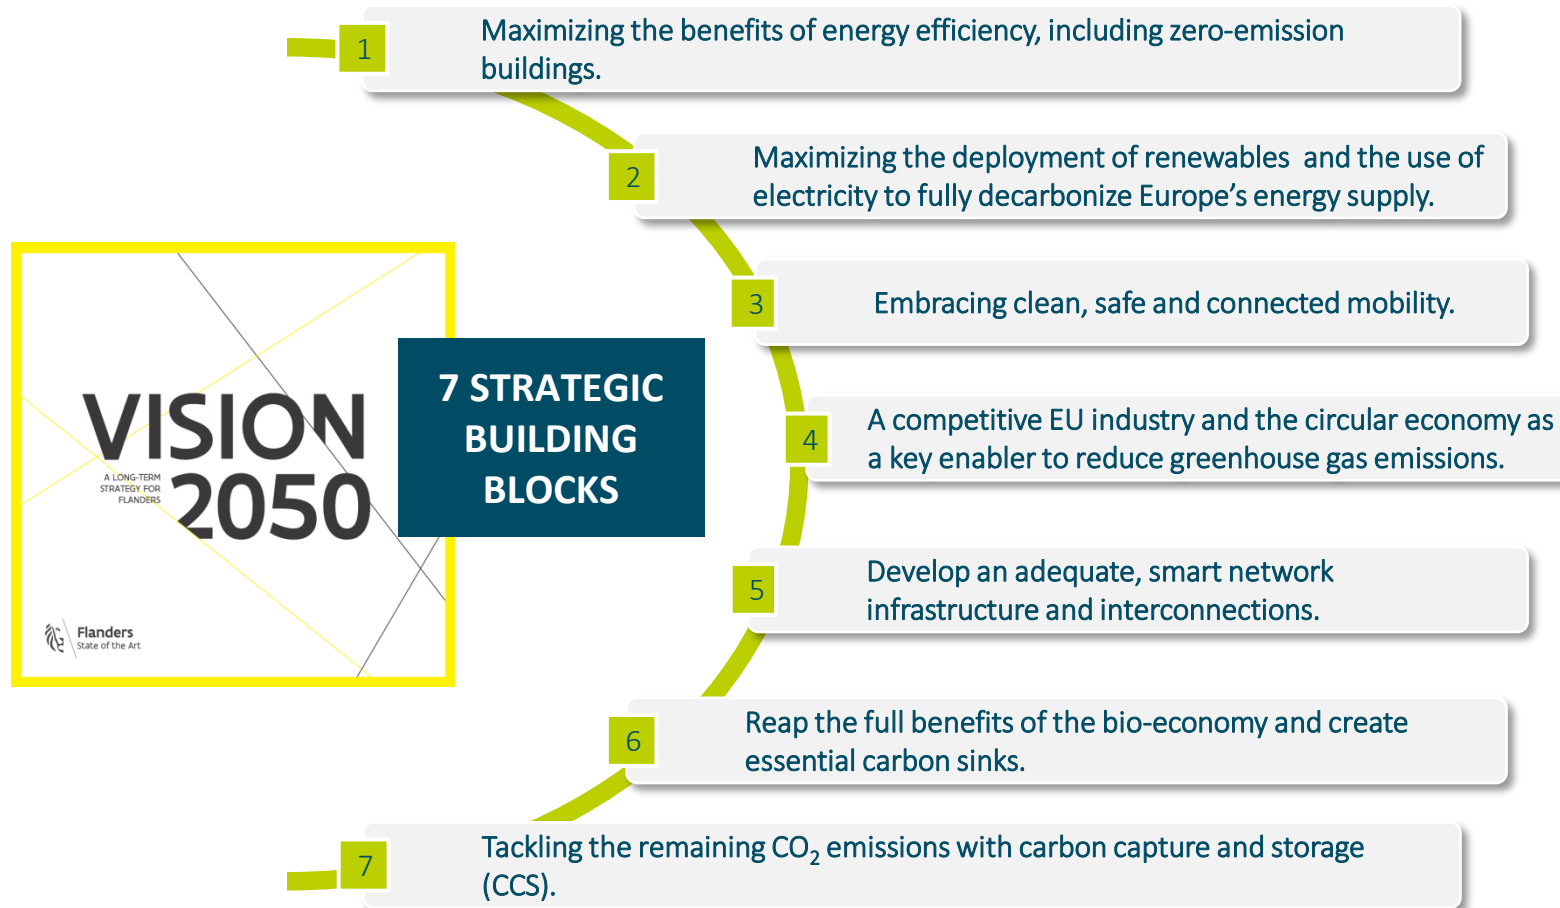 1
Maximizing the benefits of energy efficiency, including zero-emission
buildings.
2
Maximizing the deployment of renewables  and the use of
electricity to fully decarbonize Europe’s energy supply.
3
Embracing clean, safe and connected mobility.
4
A competitive EU industry and the circular economy as
a key enabler to reduce greenhouse gas emissions.
5
Develop an adequate, smart network
infrastructure and interconnections.
6
Reap the full benefits of the bio-economy and create
essential carbon sinks.
7
Tackling the remaining CO₂ emissions with carbon capture and storage
(CCS).
7 STRATEGIC
BUILDING
BLOCKS
VISION
A LONG-TERM
STRATEGY FOR
FLANDERS
2050
Flanders
State of the Art